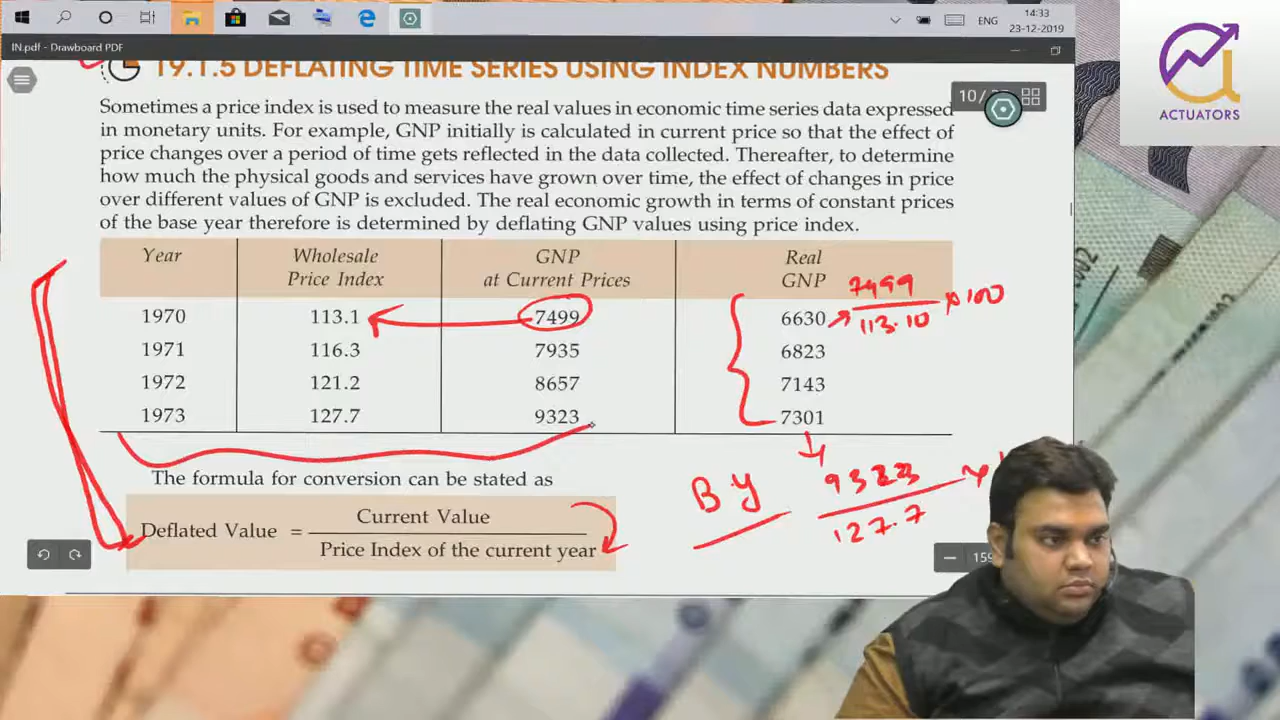 14:33
ENG
23-12-2019
IN.pdf - Drawboard PDF
19.1.5 DEFLATING TIME SERIES USING INDEX NUMBERS
ACTUATORS
10/
Sometimes a price index is used to measure the real values in economic time series data expressed
in monetary units. For example, GNP initially is calculated in current price so that the effect of
price changes over a period of time gets reflected in the data collected. Thereafter, to determine
how much the physical goods and services have grown over time, the effect of changes in price
over different values of GNP is excluded. The real economic growth in terms of constant prices
of the base year therefore is determined by deflating GNP values using price index.
Year Wholesale Price Index GNP at Current Prices Real GNP
7499
113.10 × 100
1970 113.1 7499 6630
1971 116.3 7935 6823
1972 121.2 8657 7143
1973 127.7 9323 7301
The formula for conversion can be stated as
BY
9323
127.7
Deflated Value = Current Value
Price Index of the current year
159